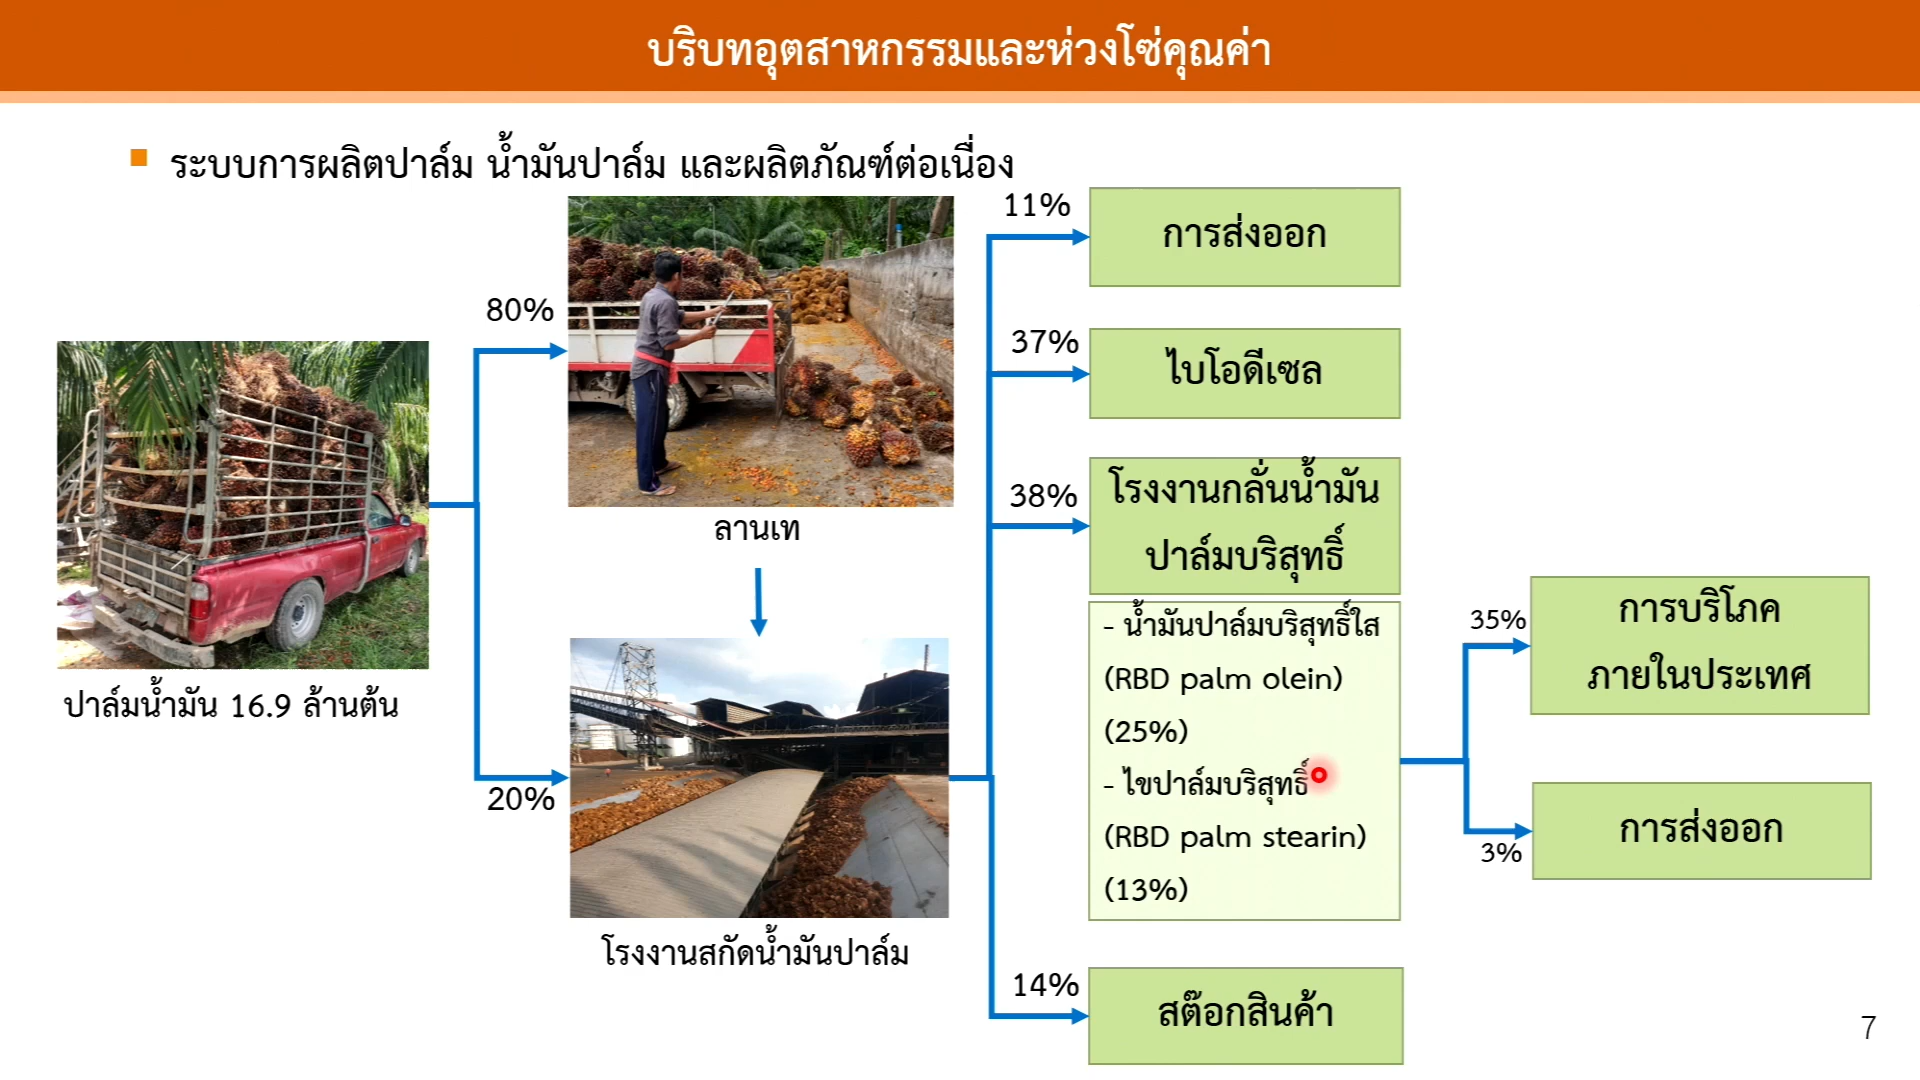 บริบทอุตสาหกรรมและห่วงโซ่คุณค่า
ระบบการผลิตปาล์ม น้ำมันปาล์ม และผลิตภัณฑ์ต่อเนื่อง
ปาล์มน้ำมัน 16.9 ล้านต้น
80%
20%
ลานเท
โรงงานสกัดน้ำมันปาล์ม
11%
การส่งออก
37%
ไบโอดีเซล
38%
โรงงานกลั่นน้ำมัน
ปาล์มบริสุทธิ์
- น้ำมันปาล์มบริสุทธิ์ใส
(RBD palm olein)
(25%)
- ไขปาล์มบริสุทธิ์
(RBD palm stearin)
(13%)
14%
สต๊อกสินค้า
35%
การบริโภค
ภายในประเทศ
3%
การส่งออก
7